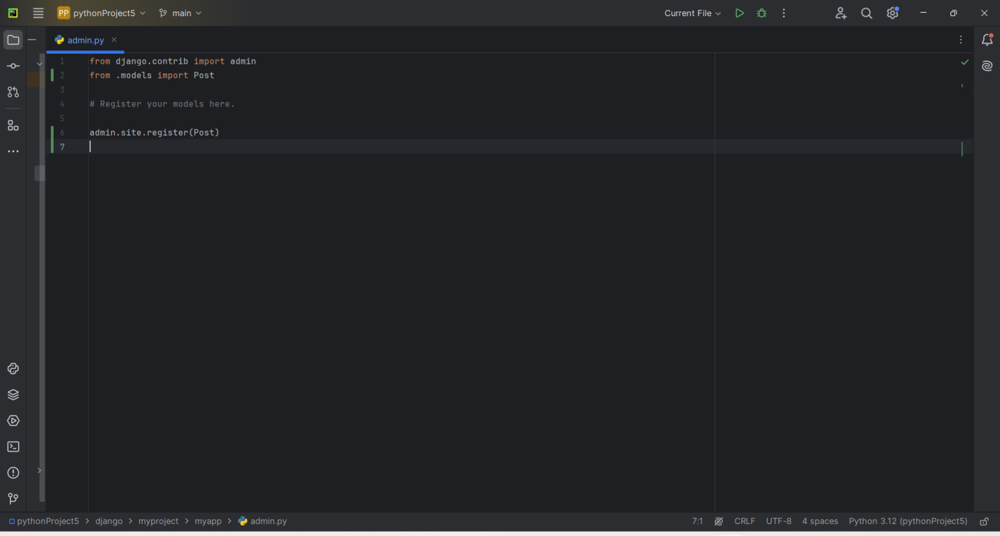 PC PP pythonProject5 main Current File
admin.py
1 from django.contrib import admin
2 from .models import Post
3
4 # Register your models here.
5
6 admin.site.register(Post)
7
pythonProject5 > django > myproject > myapp > admin.py 7:1 CRLF UTF-8 4 spaces Python 3.12 (pythonProject5)